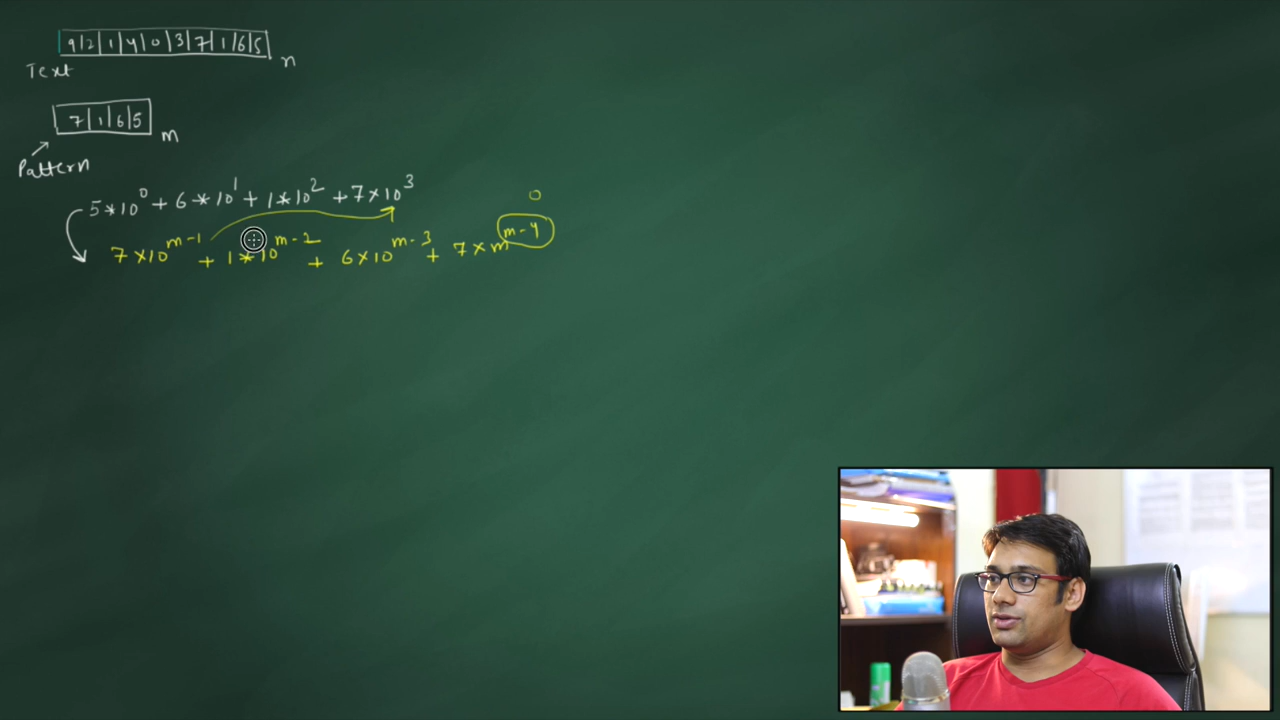 9|2|1|4|0|3|7|1|6|5| n
Text
7|1|6|5 m
Pattern
5*10^0 + 6*10^1 + 1*10^2 + 7×10^3
0
7×10^m-1 + 1*10^m-2 + 6×10^m-3 + 7×m^m-4